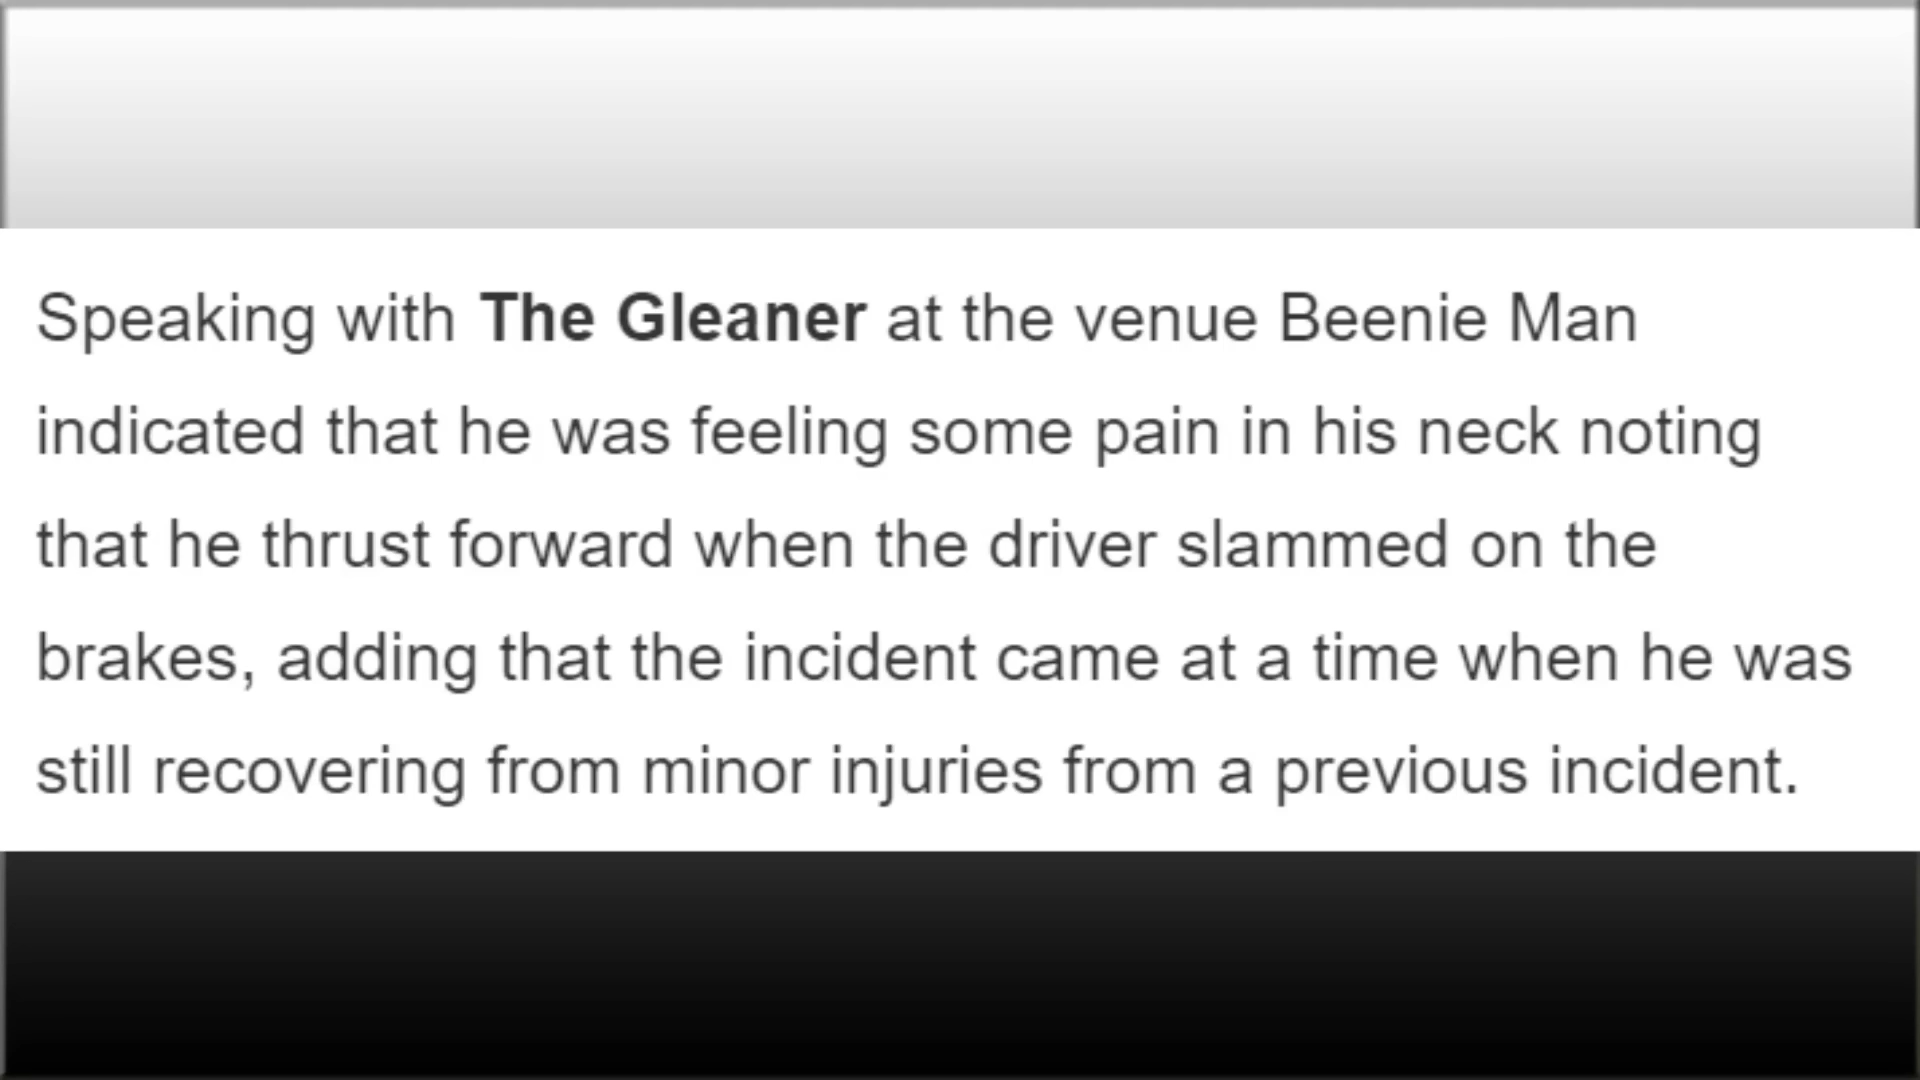 Speaking with The Gleaner at the venue Beenie Man
indicated that he was feeling some pain in his neck noting
that he thrust forward when the driver slammed on the
brakes, adding that the incident came at a time when he was
still recovering from minor injuries from a previous incident.